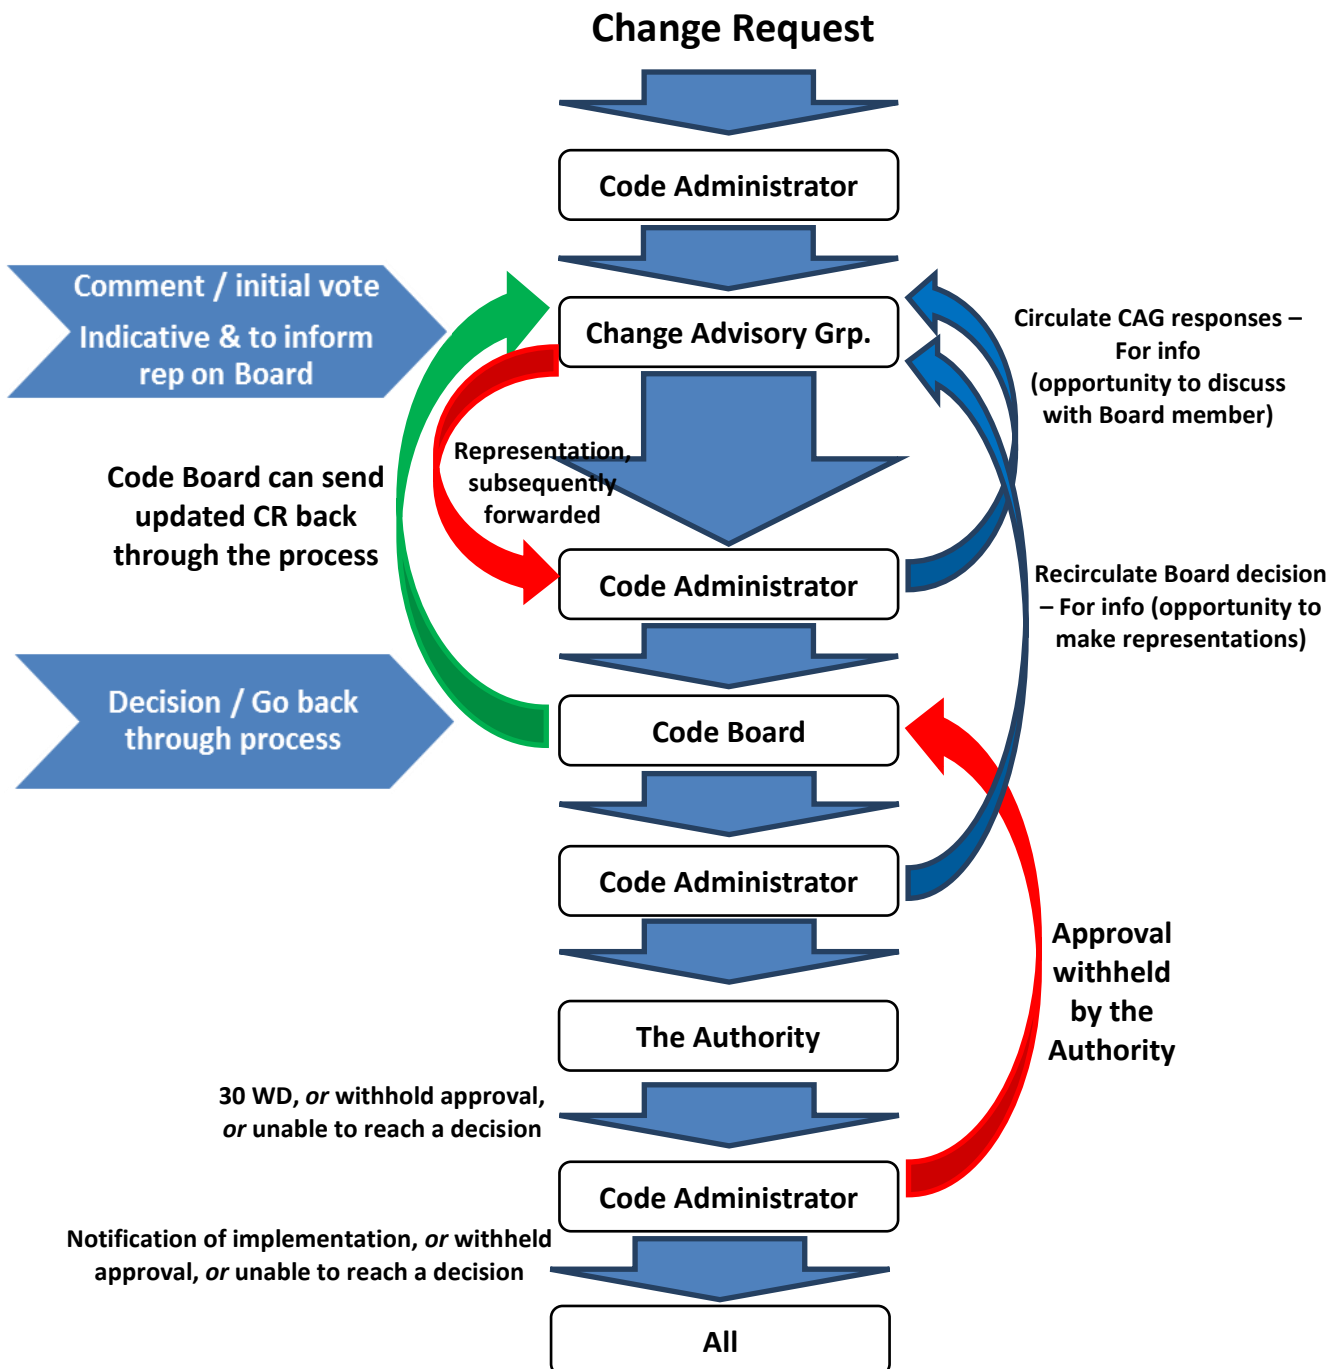 Change Request
Code Administrator
Comment / initial vote
Indicative & to inform
rep on Board
Change Advisory Grp.
Circulate CAG responses –
For info
(opportunity to discuss
with Board member)
Representation,
subsequently
forwarded
Code Board can send
updated CR back
through the process
Code Administrator
Recirculate Board decision
– For info (opportunity to
make representations)
Decision / Go back
through process
Code Board
Code Administrator
Approval
withheld
by the
Authority
The Authority
30 WD, or withhold approval,
or unable to reach a decision
Code Administrator
Notification of implementation, or withheld
approval, or unable to reach a decision
All